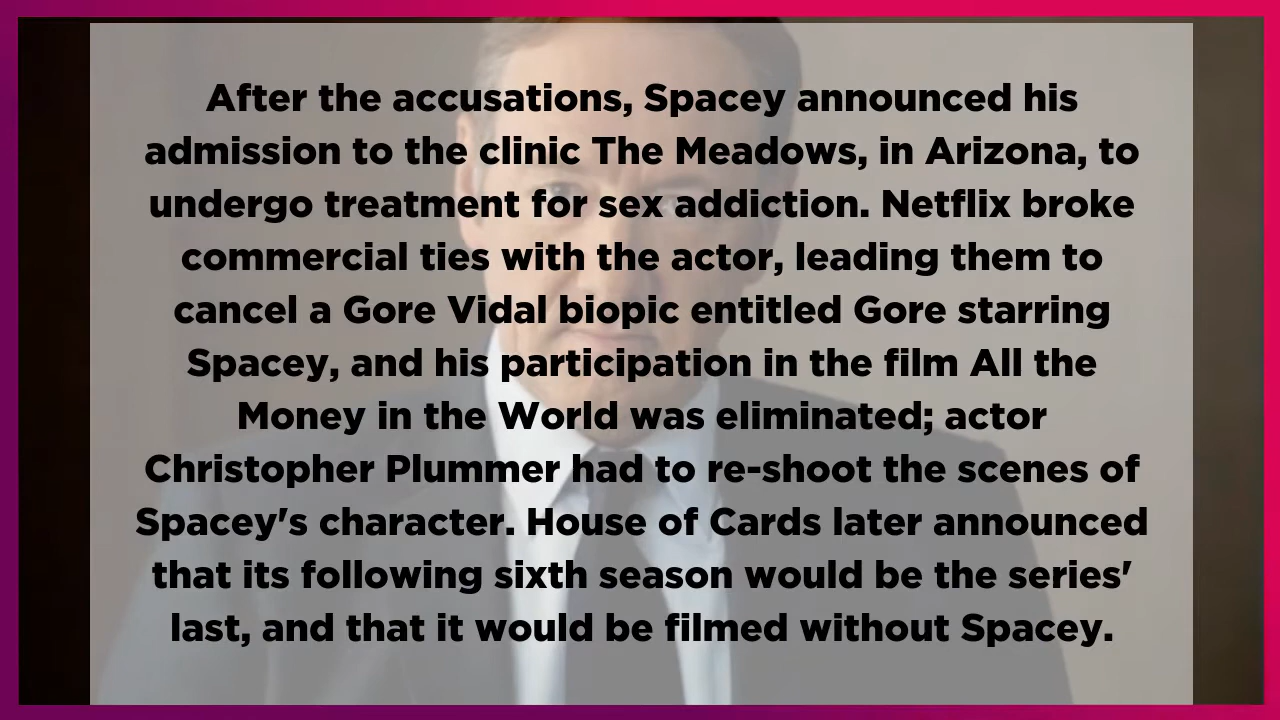 After the accusations, Spacey announced his
admission to the clinic The Meadows, in Arizona, to
undergo treatment for sex addiction. Netflix broke
commercial ties with the actor, leading them to
cancel a Gore Vidal biopic entitled Gore starring
Spacey, and his participation in the film All the
Money in the World was eliminated; actor
Christopher Plummer had to re-shoot the scenes of
Spacey's character. House of Cards later announced
that its following sixth season would be the series'
last, and that it would be filmed without Spacey.